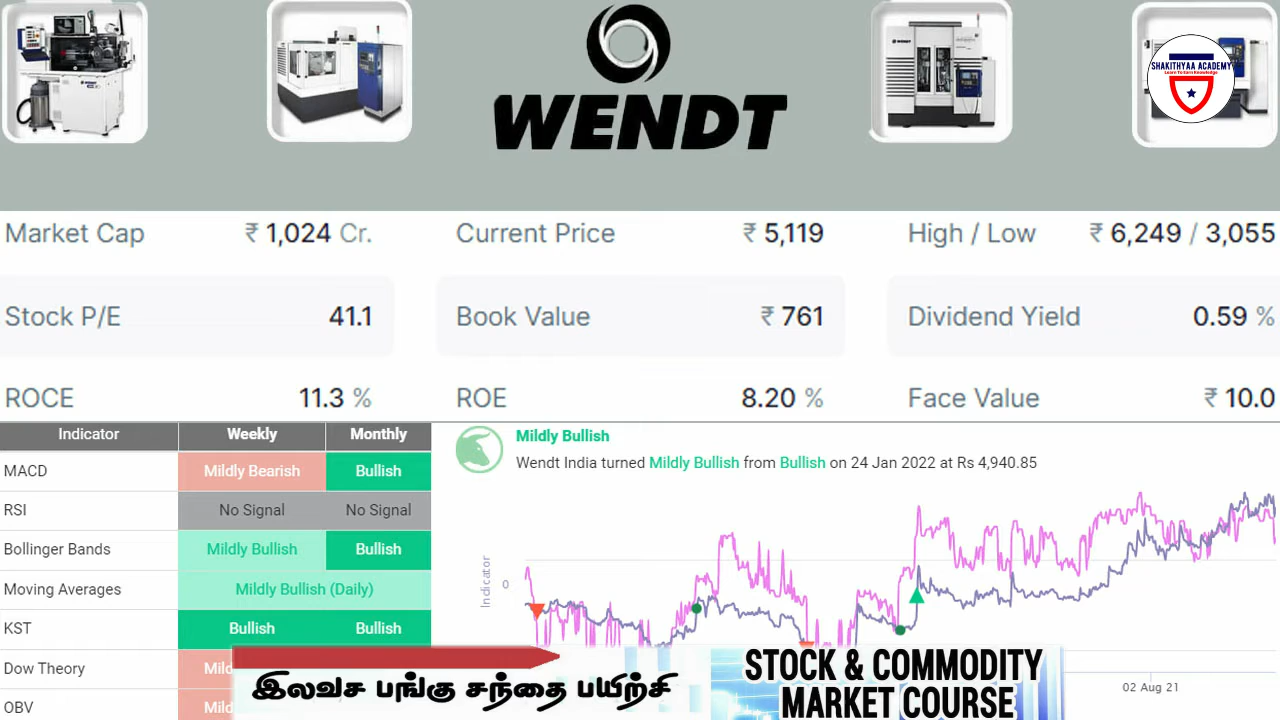 WENDT
WENDT
SHAKITHYAA ACADEMY
Learn To Earn Knowledge
Market Cap ₹ 1,024 Cr. Current Price ₹ 5,119 High / Low ₹ 6,249 / 3,055
Stock P/E 41.1 Book Value ₹ 761 Dividend Yield 0.59 %
ROCE 11.3 % ROE 8.20 % Face Value ₹ 10.0
Indicator Weekly Monthly
MACD Mildly Bearish Bullish
RSI No Signal No Signal
Bollinger Bands Mildly Bullish Bullish
Moving Averages Mildly Bullish (Daily)
KST Bullish Bullish
Dow Theory
OBV
Mildly Bullish
Wendt India turned Mildly Bullish from Bullish on 24 Jan 2022 at Rs 4,940.85
Indicator
0
02 Aug 21
இலவச பங்கு சந்தை பயிற்சி
STOCK & COMMODITY
MARKET COURSE